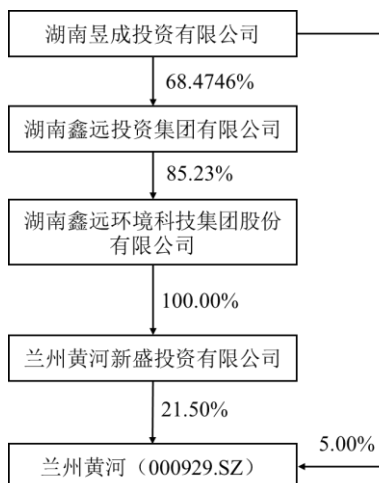 湖南昱成投资有限公司
68.4746%
湖南鑫远投资集团有限公司
85.23%
湖南鑫远环境科技集团股份
有限公司
100.00%
兰州黄河新盛投资有限公司
21.50%
5.00%
兰州黄河（000929.SZ）